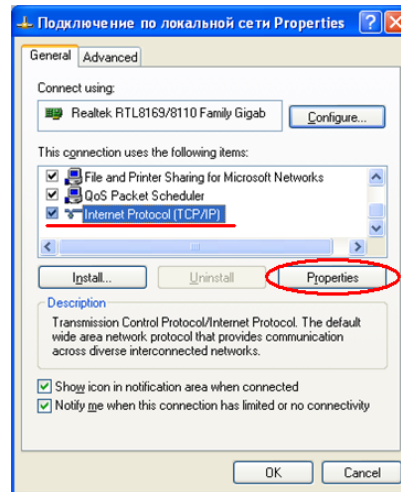 Подключение по локальной сети Properties
General Advanced
Connect using:
Realtek RTL8169/8110 Family Gigab Configure...
This connection uses the following items:
File and Printer Sharing for Microsoft Networks
QoS Packet Scheduler
Internet Protocol (TCP/IP)
Install... Uninstall Properties
Description
Transmission Control Protocol/Internet Protocol. The default
wide area network protocol that provides communication
across diverse interconnected networks.
Show icon in notification area when connected
Notify me when this connection has limited or no connectivity
OK Cancel